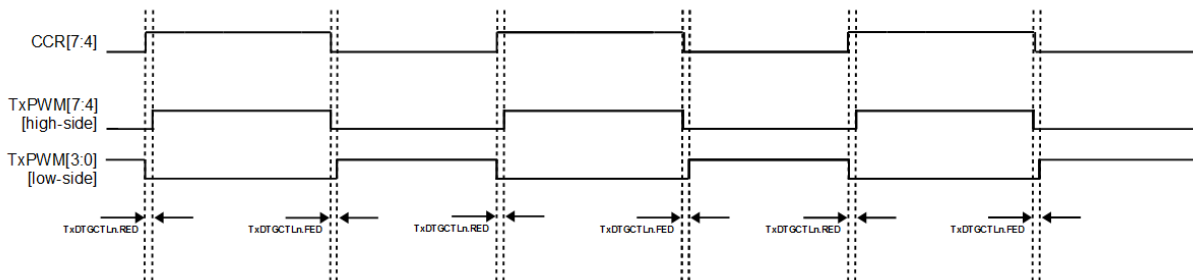 CCR[7:4]
TxPWM[7:4]
[high-side]
TxPWM[3:0]
[low-side]
TxDTGCTLn.RED
TxDTGCTLn.FED
TxDTGCTLn.RED
TxDTGCTLn.FED
TxDTGCTLn.RED
TxDTGCTLn.FED